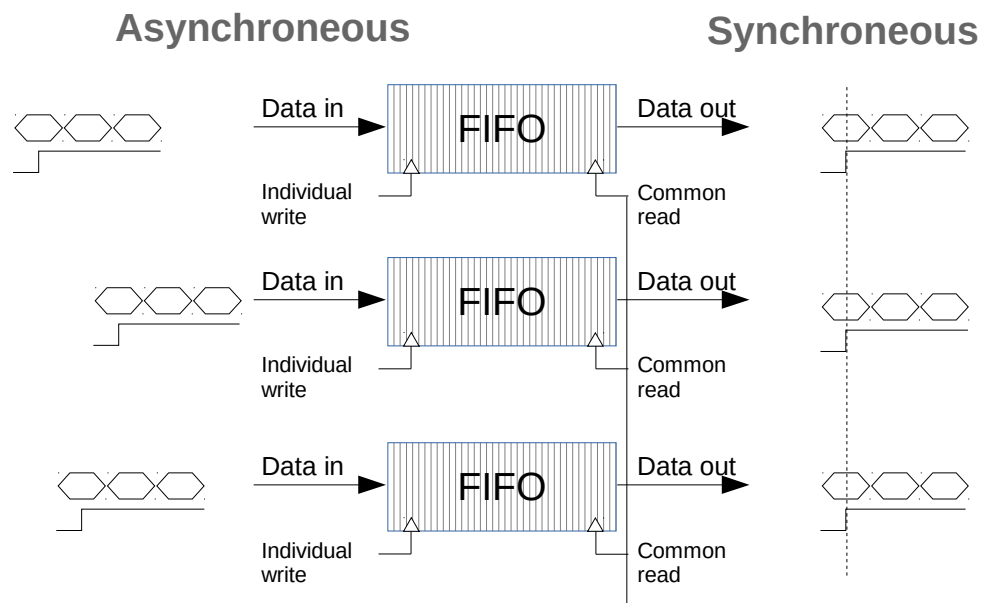 Asynchroneous
Synchroneous
Data in
FIFO
Data out
Individual
write
Common
read
Data in
FIFO
Data out
Individual
write
Common
read
Data in
FIFO
Data out
Individual
write
Common
read